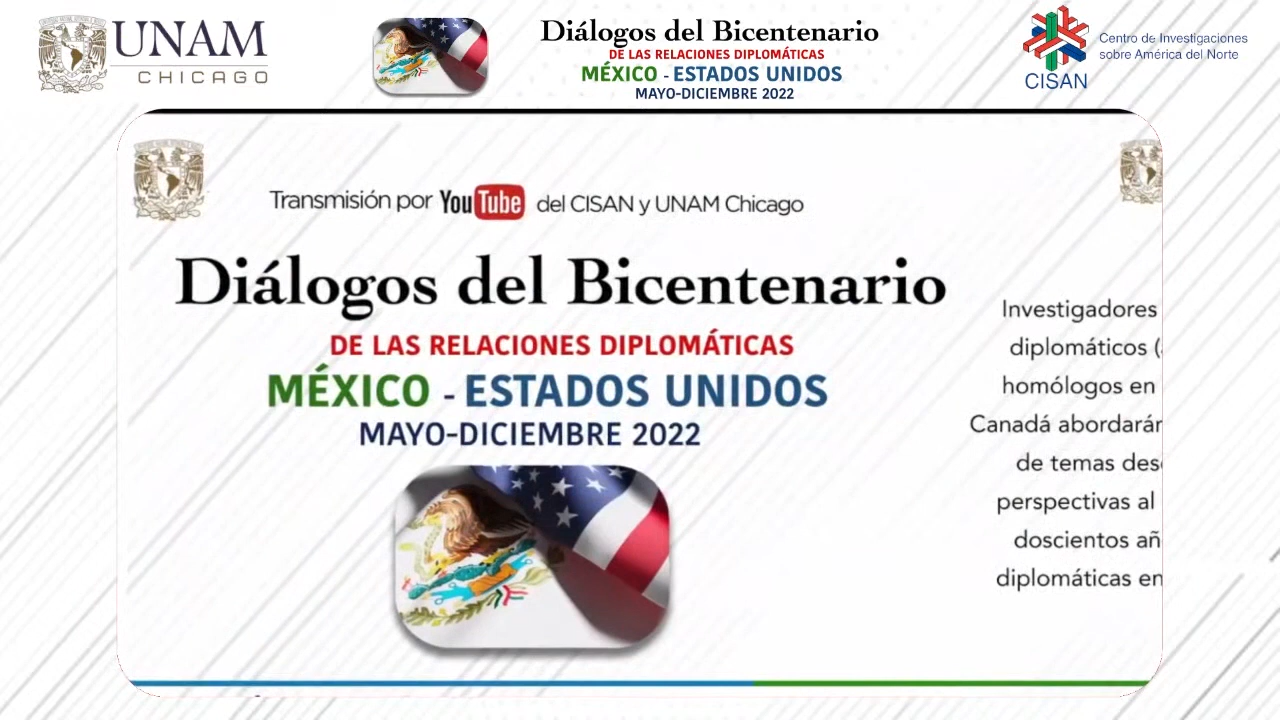 UNAM
CHICAGO
Diálogos del Bicentenario
DE LAS RELACIONES DIPLOMÁTICAS
MÉXICO - ESTADOS UNIDOS
MAYO-DICIEMBRE 2022
CISAN
Centro de Investigaciones
sobre América del Norte
Transmisión por YouTube del CISAN y UNAM Chicago
Diálogos del Bicentenario
DE LAS RELACIONES DIPLOMÁTICAS
MÉXICO - ESTADOS UNIDOS
MAYO-DICIEMBRE 2022
Investigadores
diplomáticos (
homólogos en
Canadá abordarán
de temas des
perspectivas al
doscientos añ
diplomáticas en